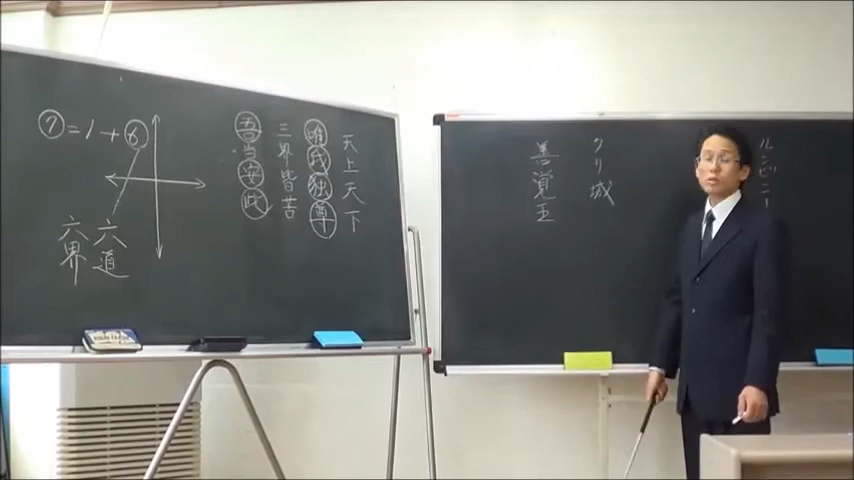 ⑦=1+⑥
六道
六界
天上天下
唯我独尊
三界皆苦
吾当安此
ルンビニー
クリ城
善覚王